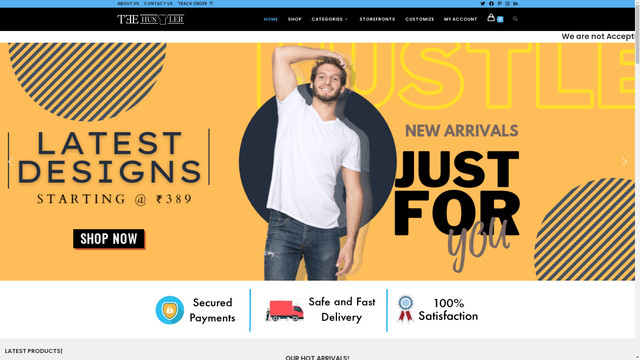 ABOUT US CONTACT US TRACK ORDER
TEE HUSTLER
HOME SHOP CATEGORIES STOREFRONTS CUSTOMIZE MY ACCOUNT 0
We are not Accept
HUSTLE
LATEST
DESIGNS
STARTING @ ₹389
SHOP NOW
NEW ARRIVALS
JUST
FOR
you
Secured
Payments
Safe and Fast
Delivery
100%
Satisfaction
LATEST PRODUCTS|
OUR HOT ARRIVALS!